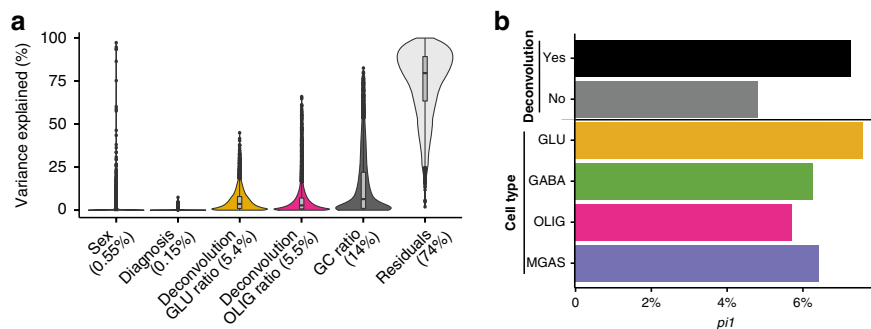 a
Variance explained (%)
100
75
50
25
0
Sex
(0.55%)
Diagnosis
(0.15%)
Deconvolution
GLU ratio (5.4%)
Deconvolution
OLIG ratio (5.5%)
GC ratio
(14%)
Residuals
(74%)
b
Deconvolution
Yes
No
Cell type
GLU
GABA
OLIG
MGAS
0
2%
4%
6%
pi1